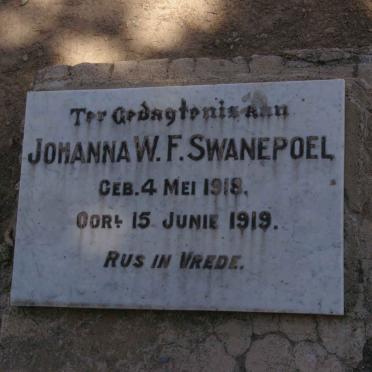 Ter Gedagtenis aan
JOHANNA W. F. SWANEPOEL
GEB. 4 MEI 1918.
OORL 15 JUNIE 1919.
RUS IN VREDE.